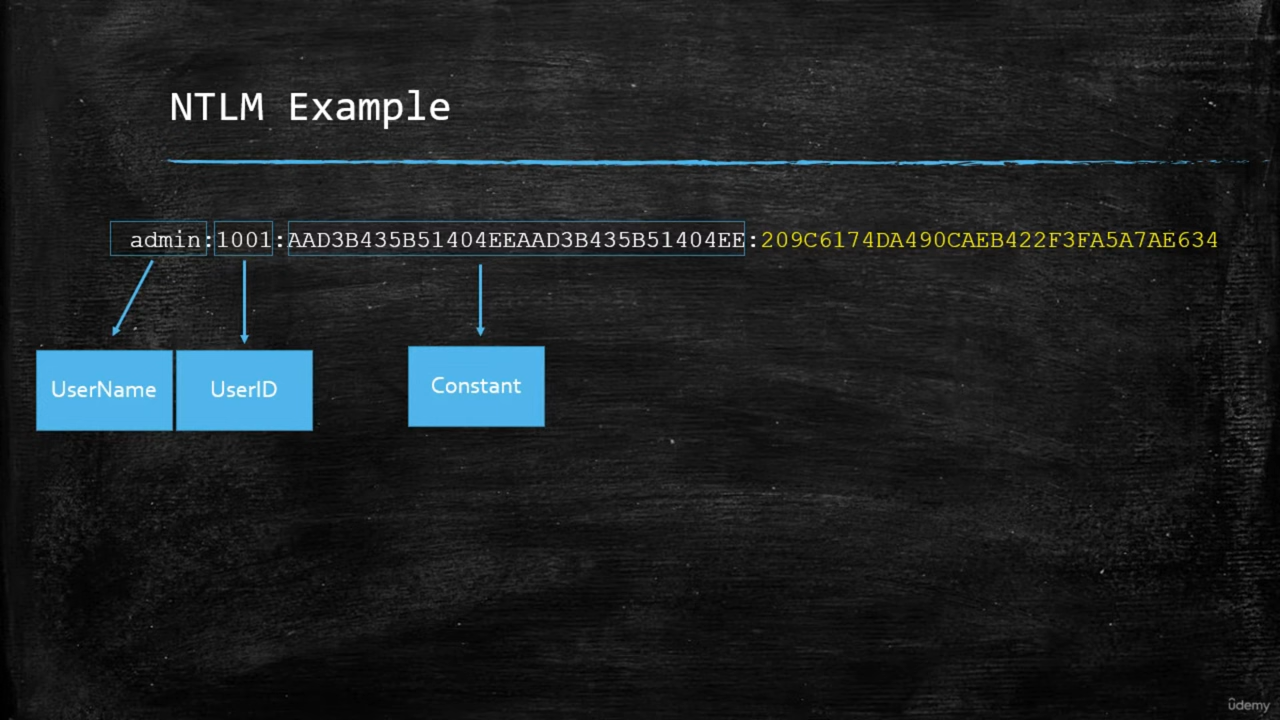 NTLM Example
admin:1001:AAD3B435B51404EEAAD3B435B51404EE:209C6174DA490CAEB422F3FA5A7AE634
UserName UserID Constant
ûdemy